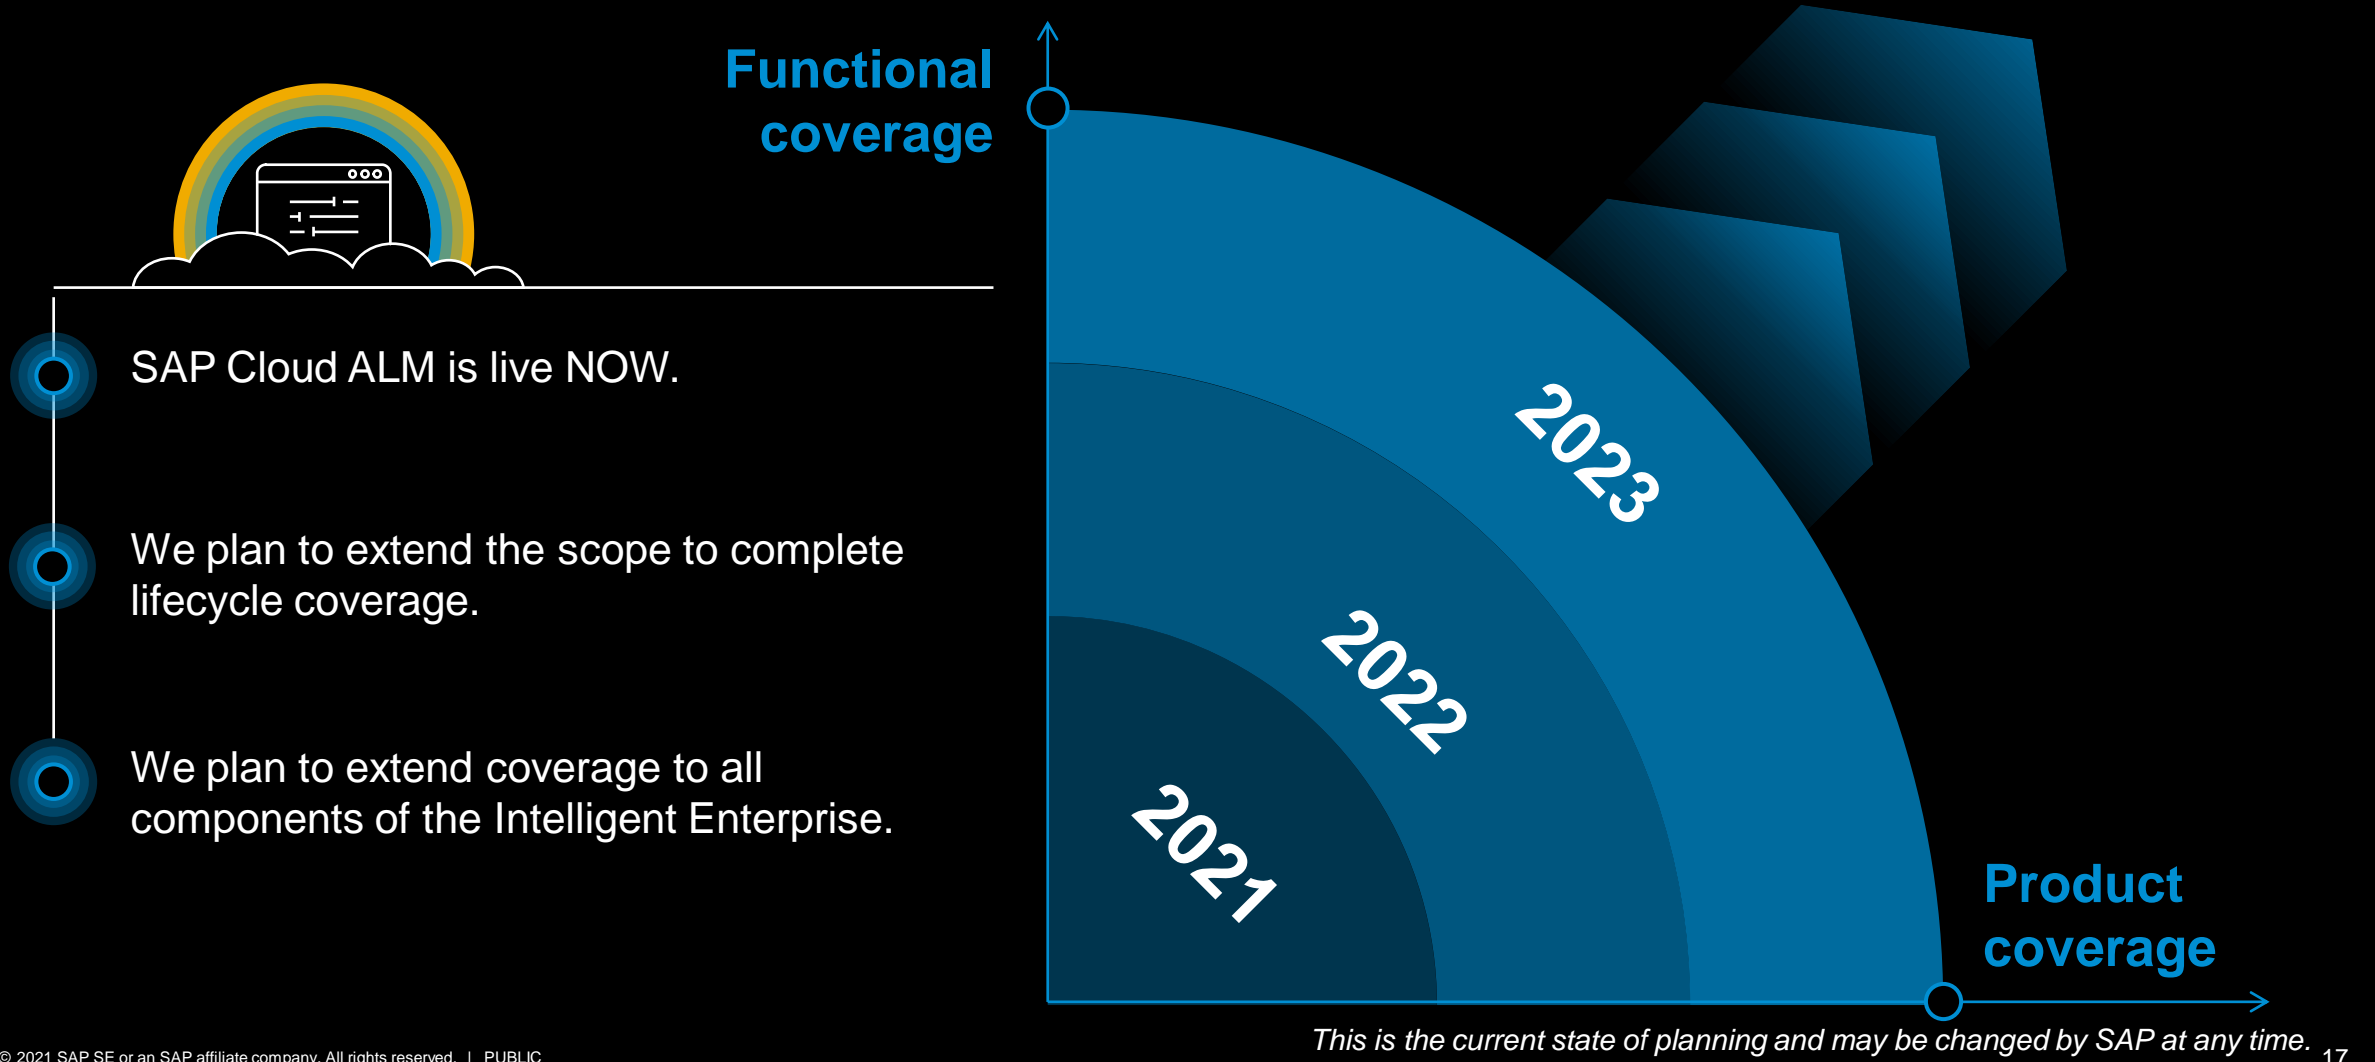 Functional
coverage
SAP Cloud ALM is live NOW.
We plan to extend the scope to complete
lifecycle coverage.
We plan to extend coverage to all
components of the Intelligent Enterprise.
2023
2022
2021
Product
coverage
This is the current state of planning and may be changed by SAP at any time.
© 2021 SAP SE or an SAP affiliate company. All rights reserved. | PUBLIC
17